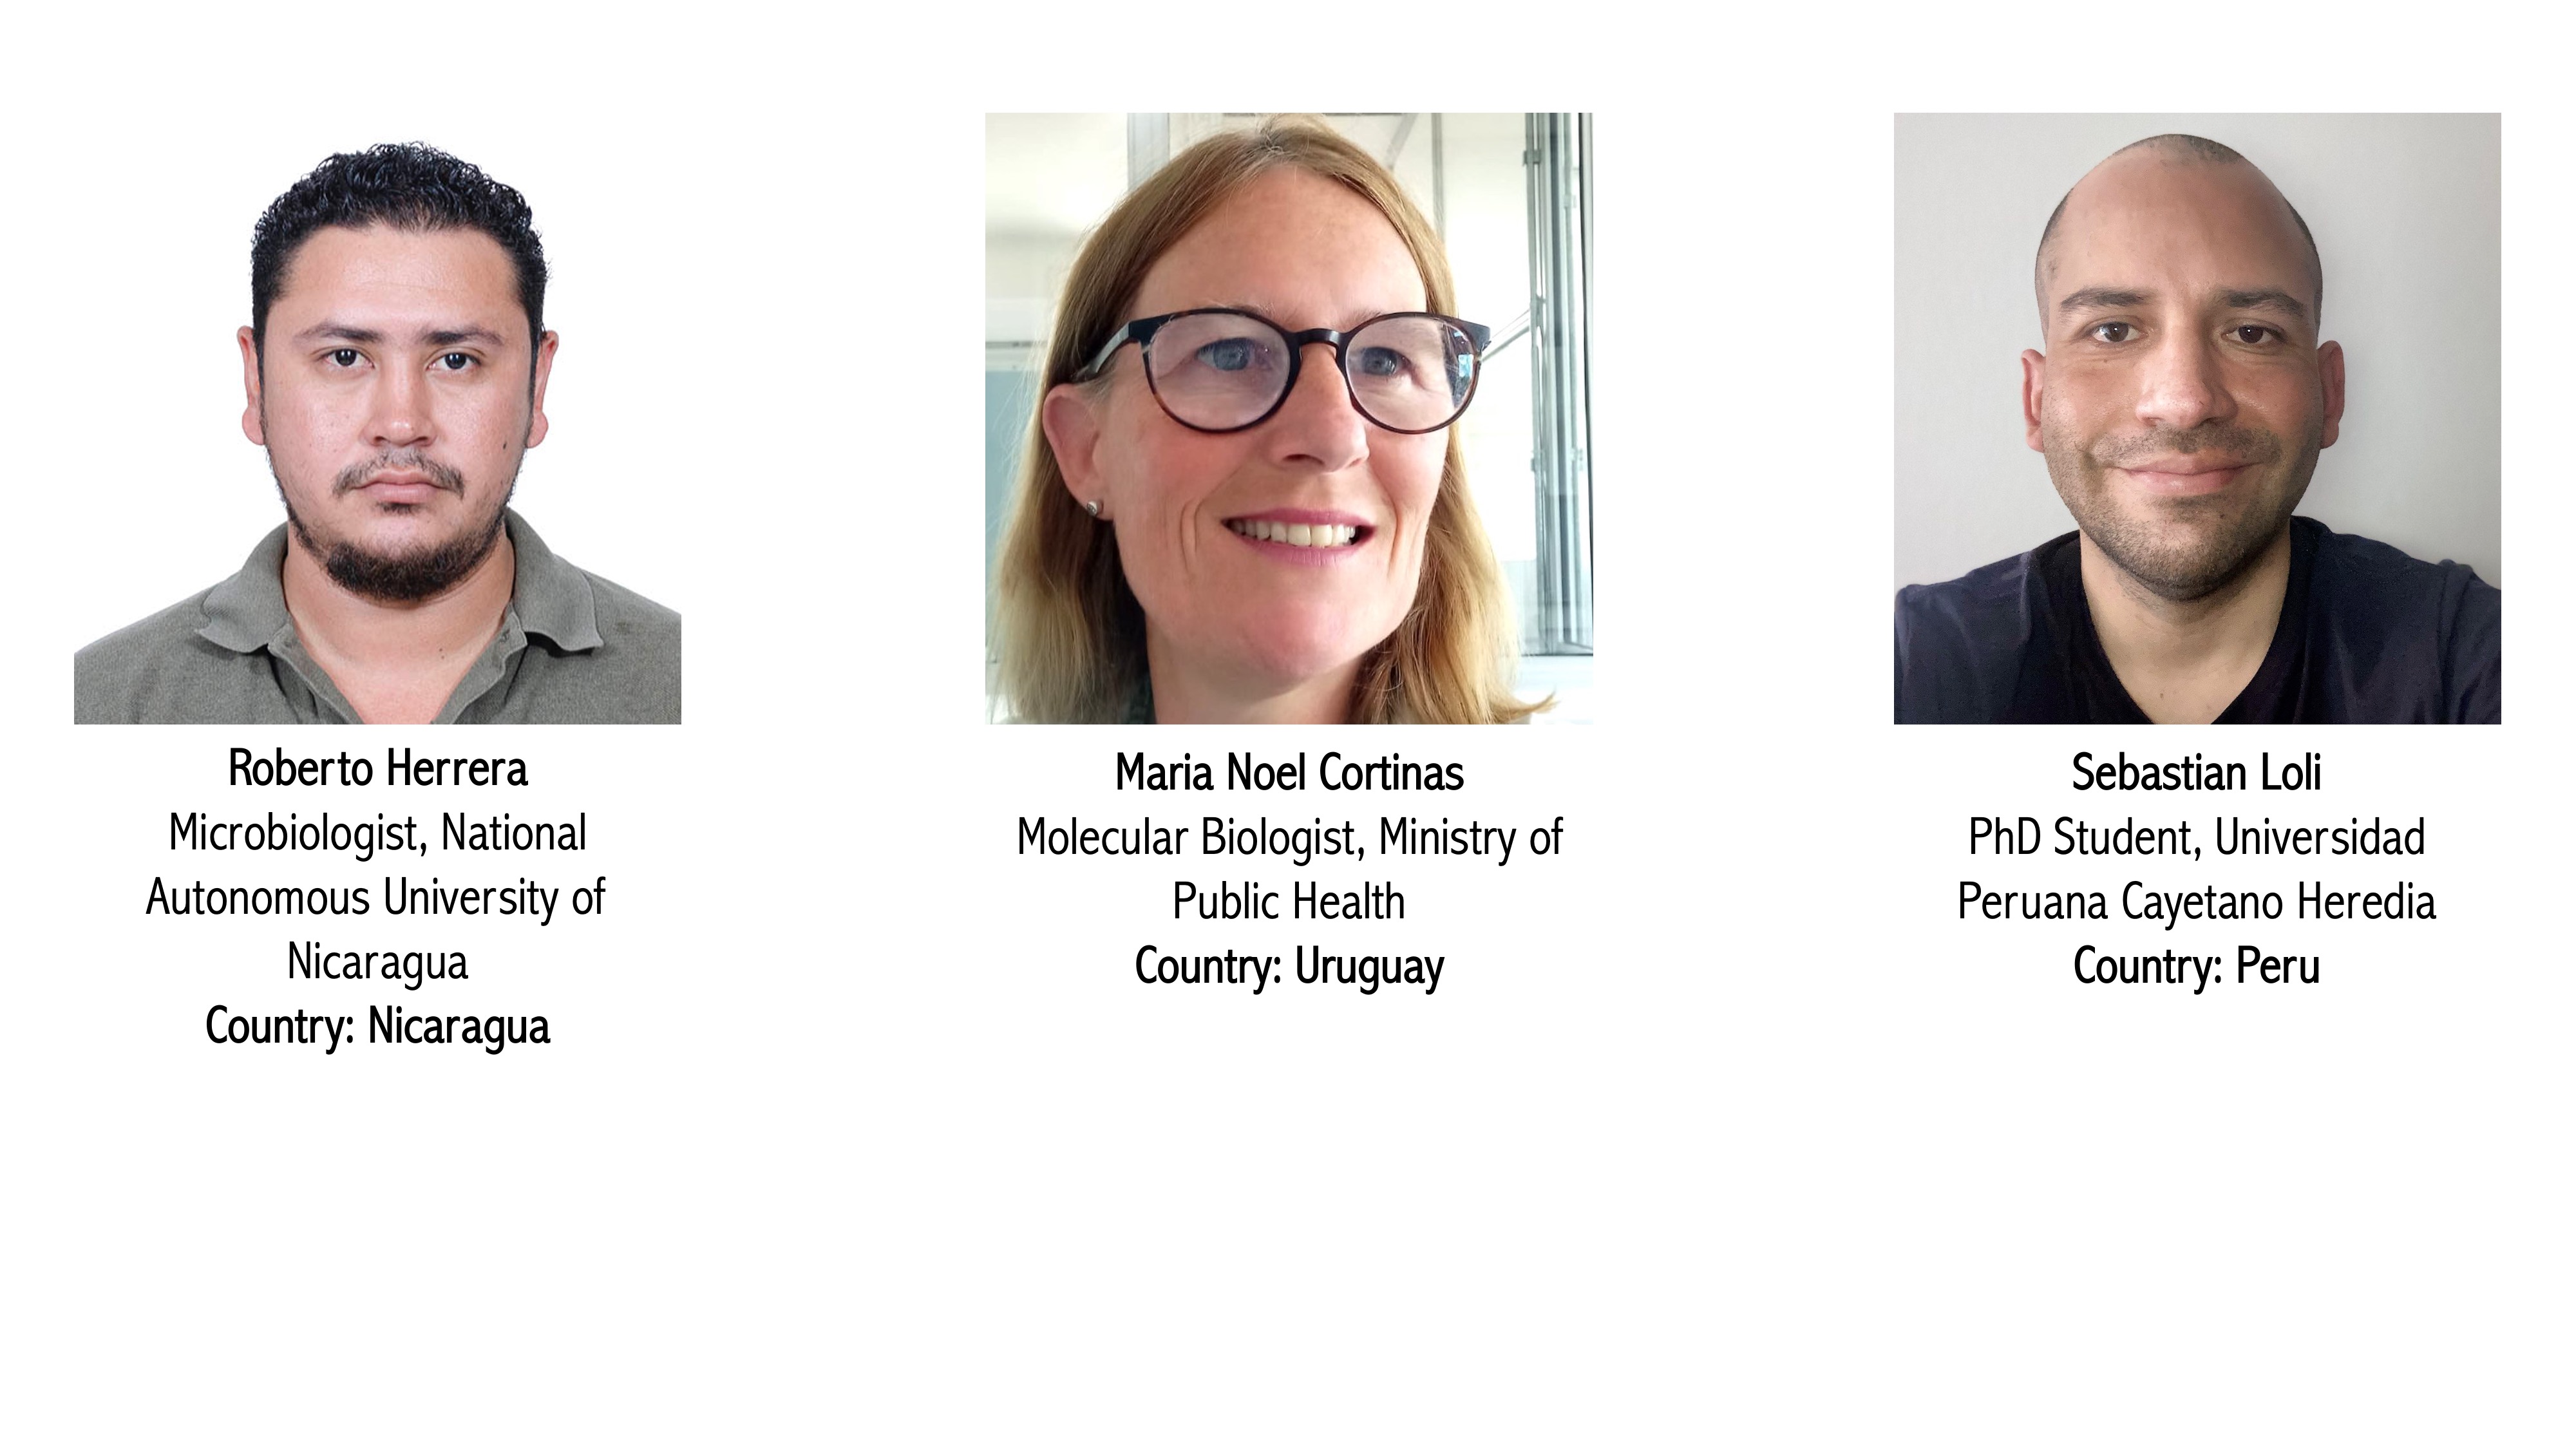 Roberto Herrera
Microbiologist, National
Autonomous University of
Nicaragua
Country: Nicaragua
Maria Noel Cortinas
Molecular Biologist, Ministry of
Public Health
Country: Uruguay
Sebastian Loli
PhD Student, Universidad
Peruana Cayetano Heredia
Country: Peru